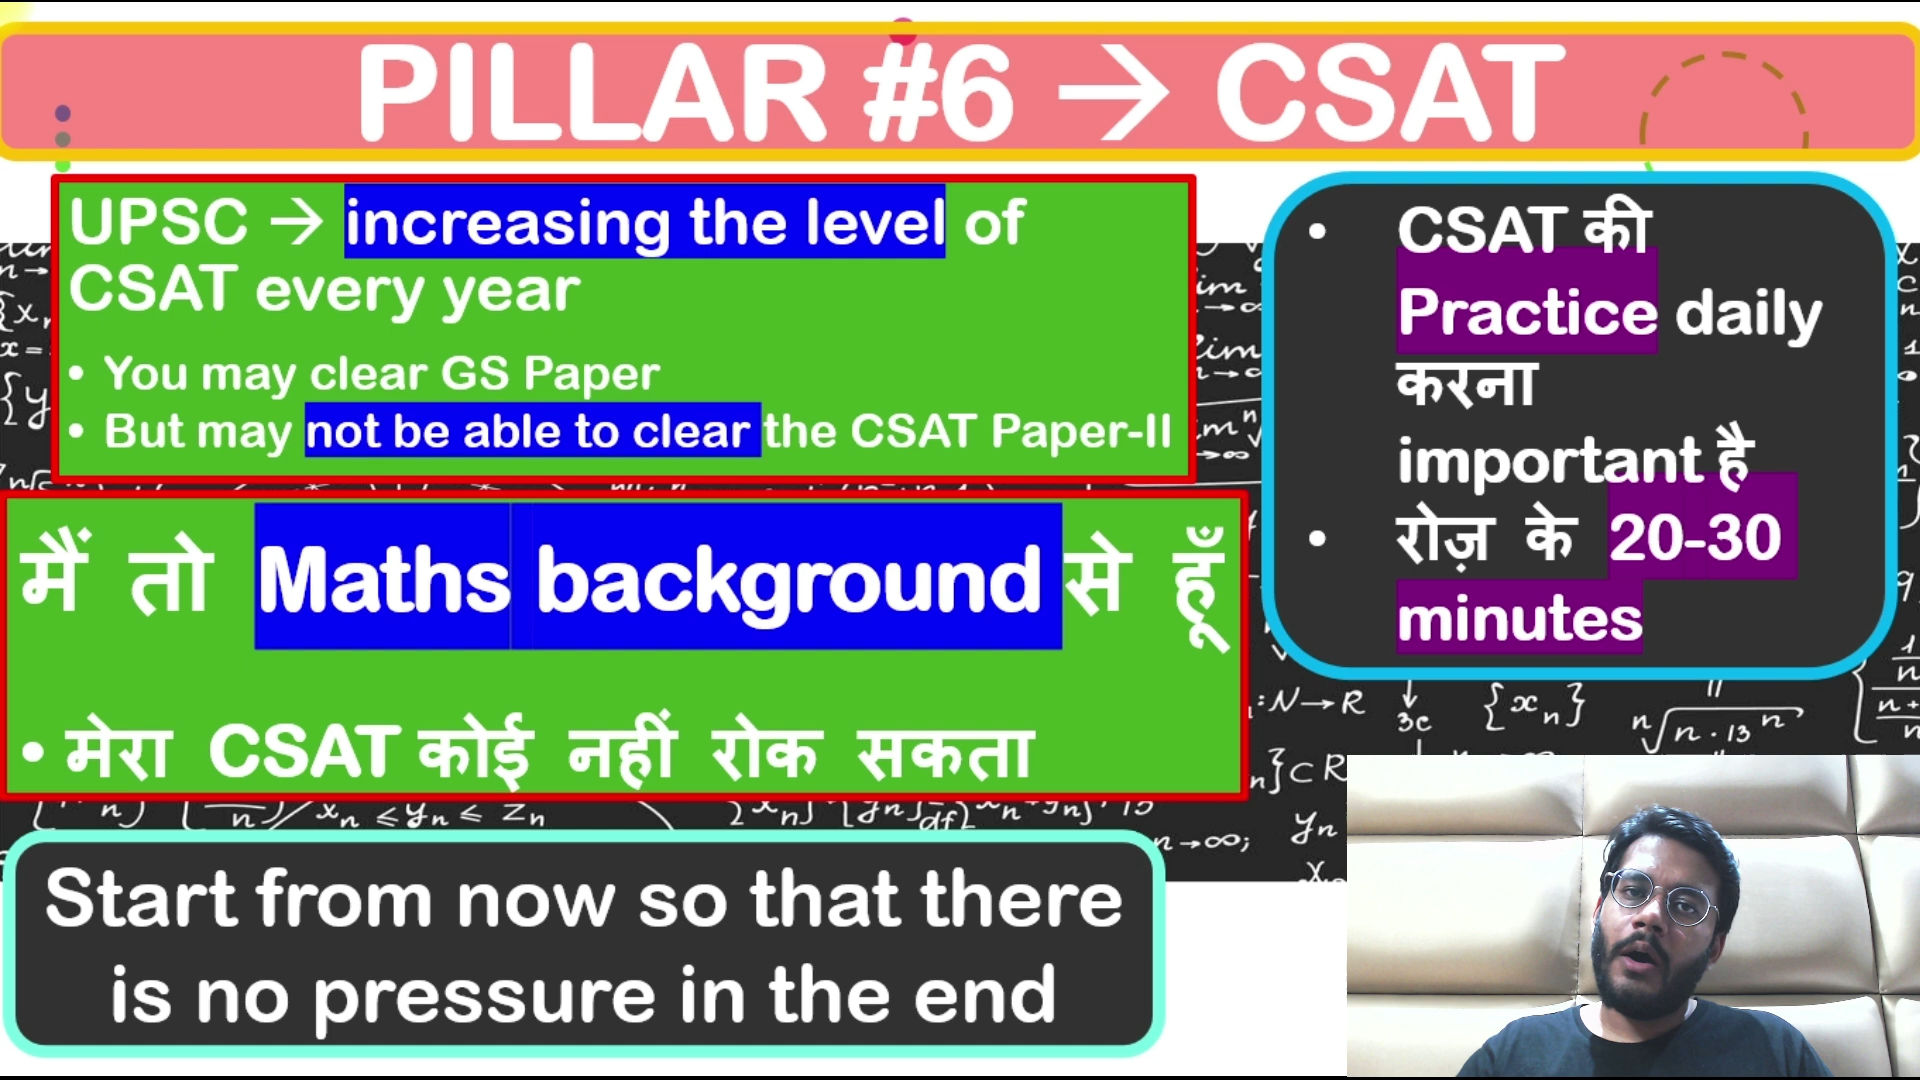 PILLAR #6 → CSAT
UPSC → increasing the level of
CSAT every year
• You may clear GS Paper
• But may not be able to clear the CSAT Paper-II
मैं तो Maths background से हूँ
• मेरा CSAT कोई नहीं रोक सकता
Start from now so that there
is no pressure in the end
• CSAT की
Practice daily
करना
important है
• रोज़ के 20-30
minutes